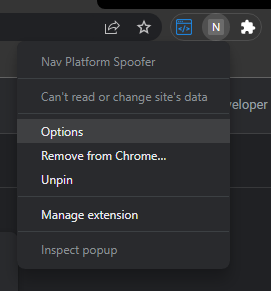 N
Nav Platform Spoofer
Can't read or change site's data
veloper
Options
Remove from Chrome...
Unpin
Manage extension
Inspect popup